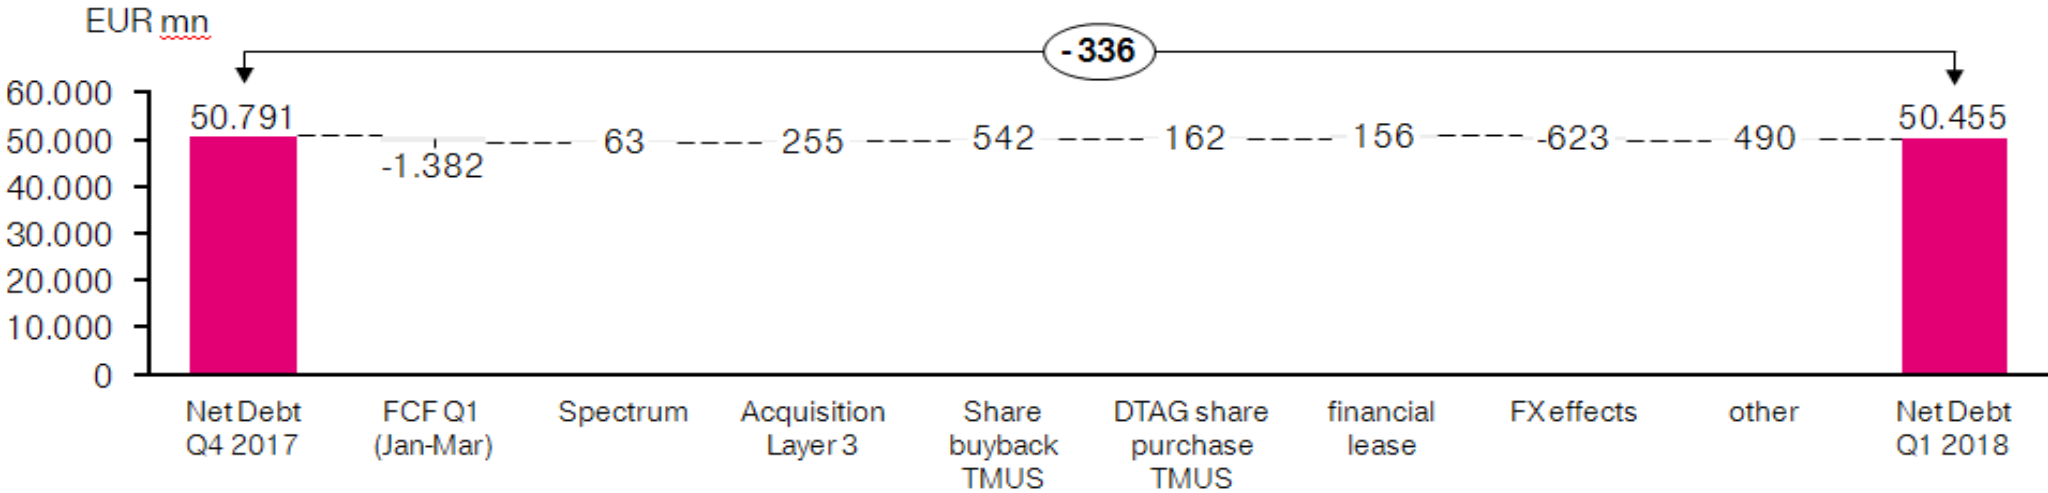 EUR mn
- 336
60.000
50.000
40.000
30.000
20.000
10.000
0
50.791
-1.382
63
255
542
162
156
-623
490
50.455
Net Debt
Q4 2017
FCF Q1
(Jan-Mar)
Spectrum
Acquisition
Layer 3
Share
buyback
TMUS
DTAG share
purchase
TMUS
financial
lease
FX effects
other
Net Debt
Q1 2018